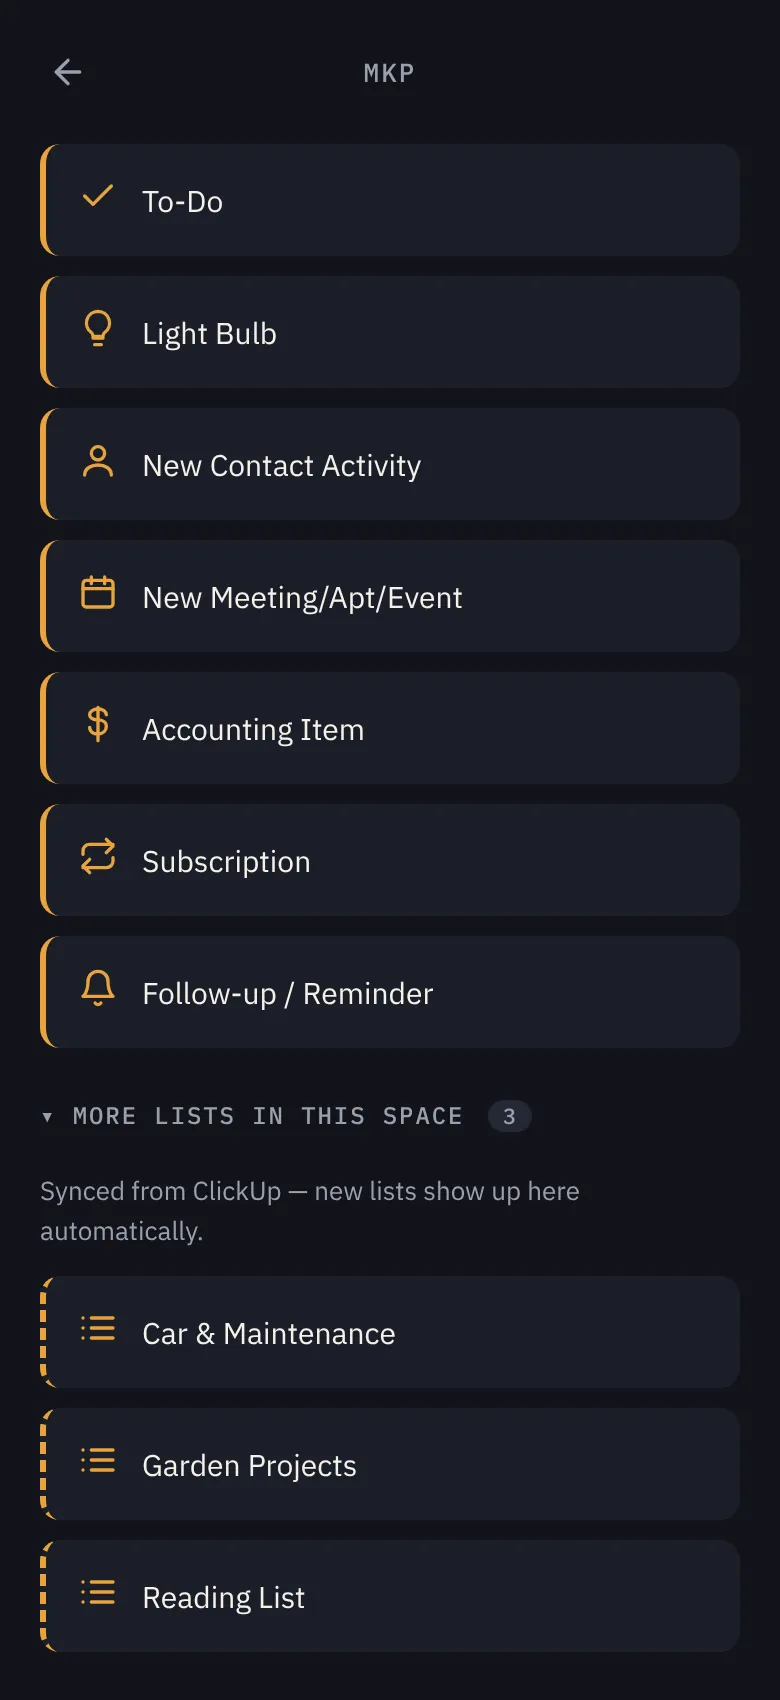 MKP
To-Do
Light Bulb
New Contact Activity
New Meeting/Apt/Event
Accounting Item
Subscription
Follow-up / Reminder
▼ MORE LISTS IN THIS SPACE 3
Synced from ClickUp — new lists show up here
automatically.
Car & Maintenance
Garden Projects
Reading List